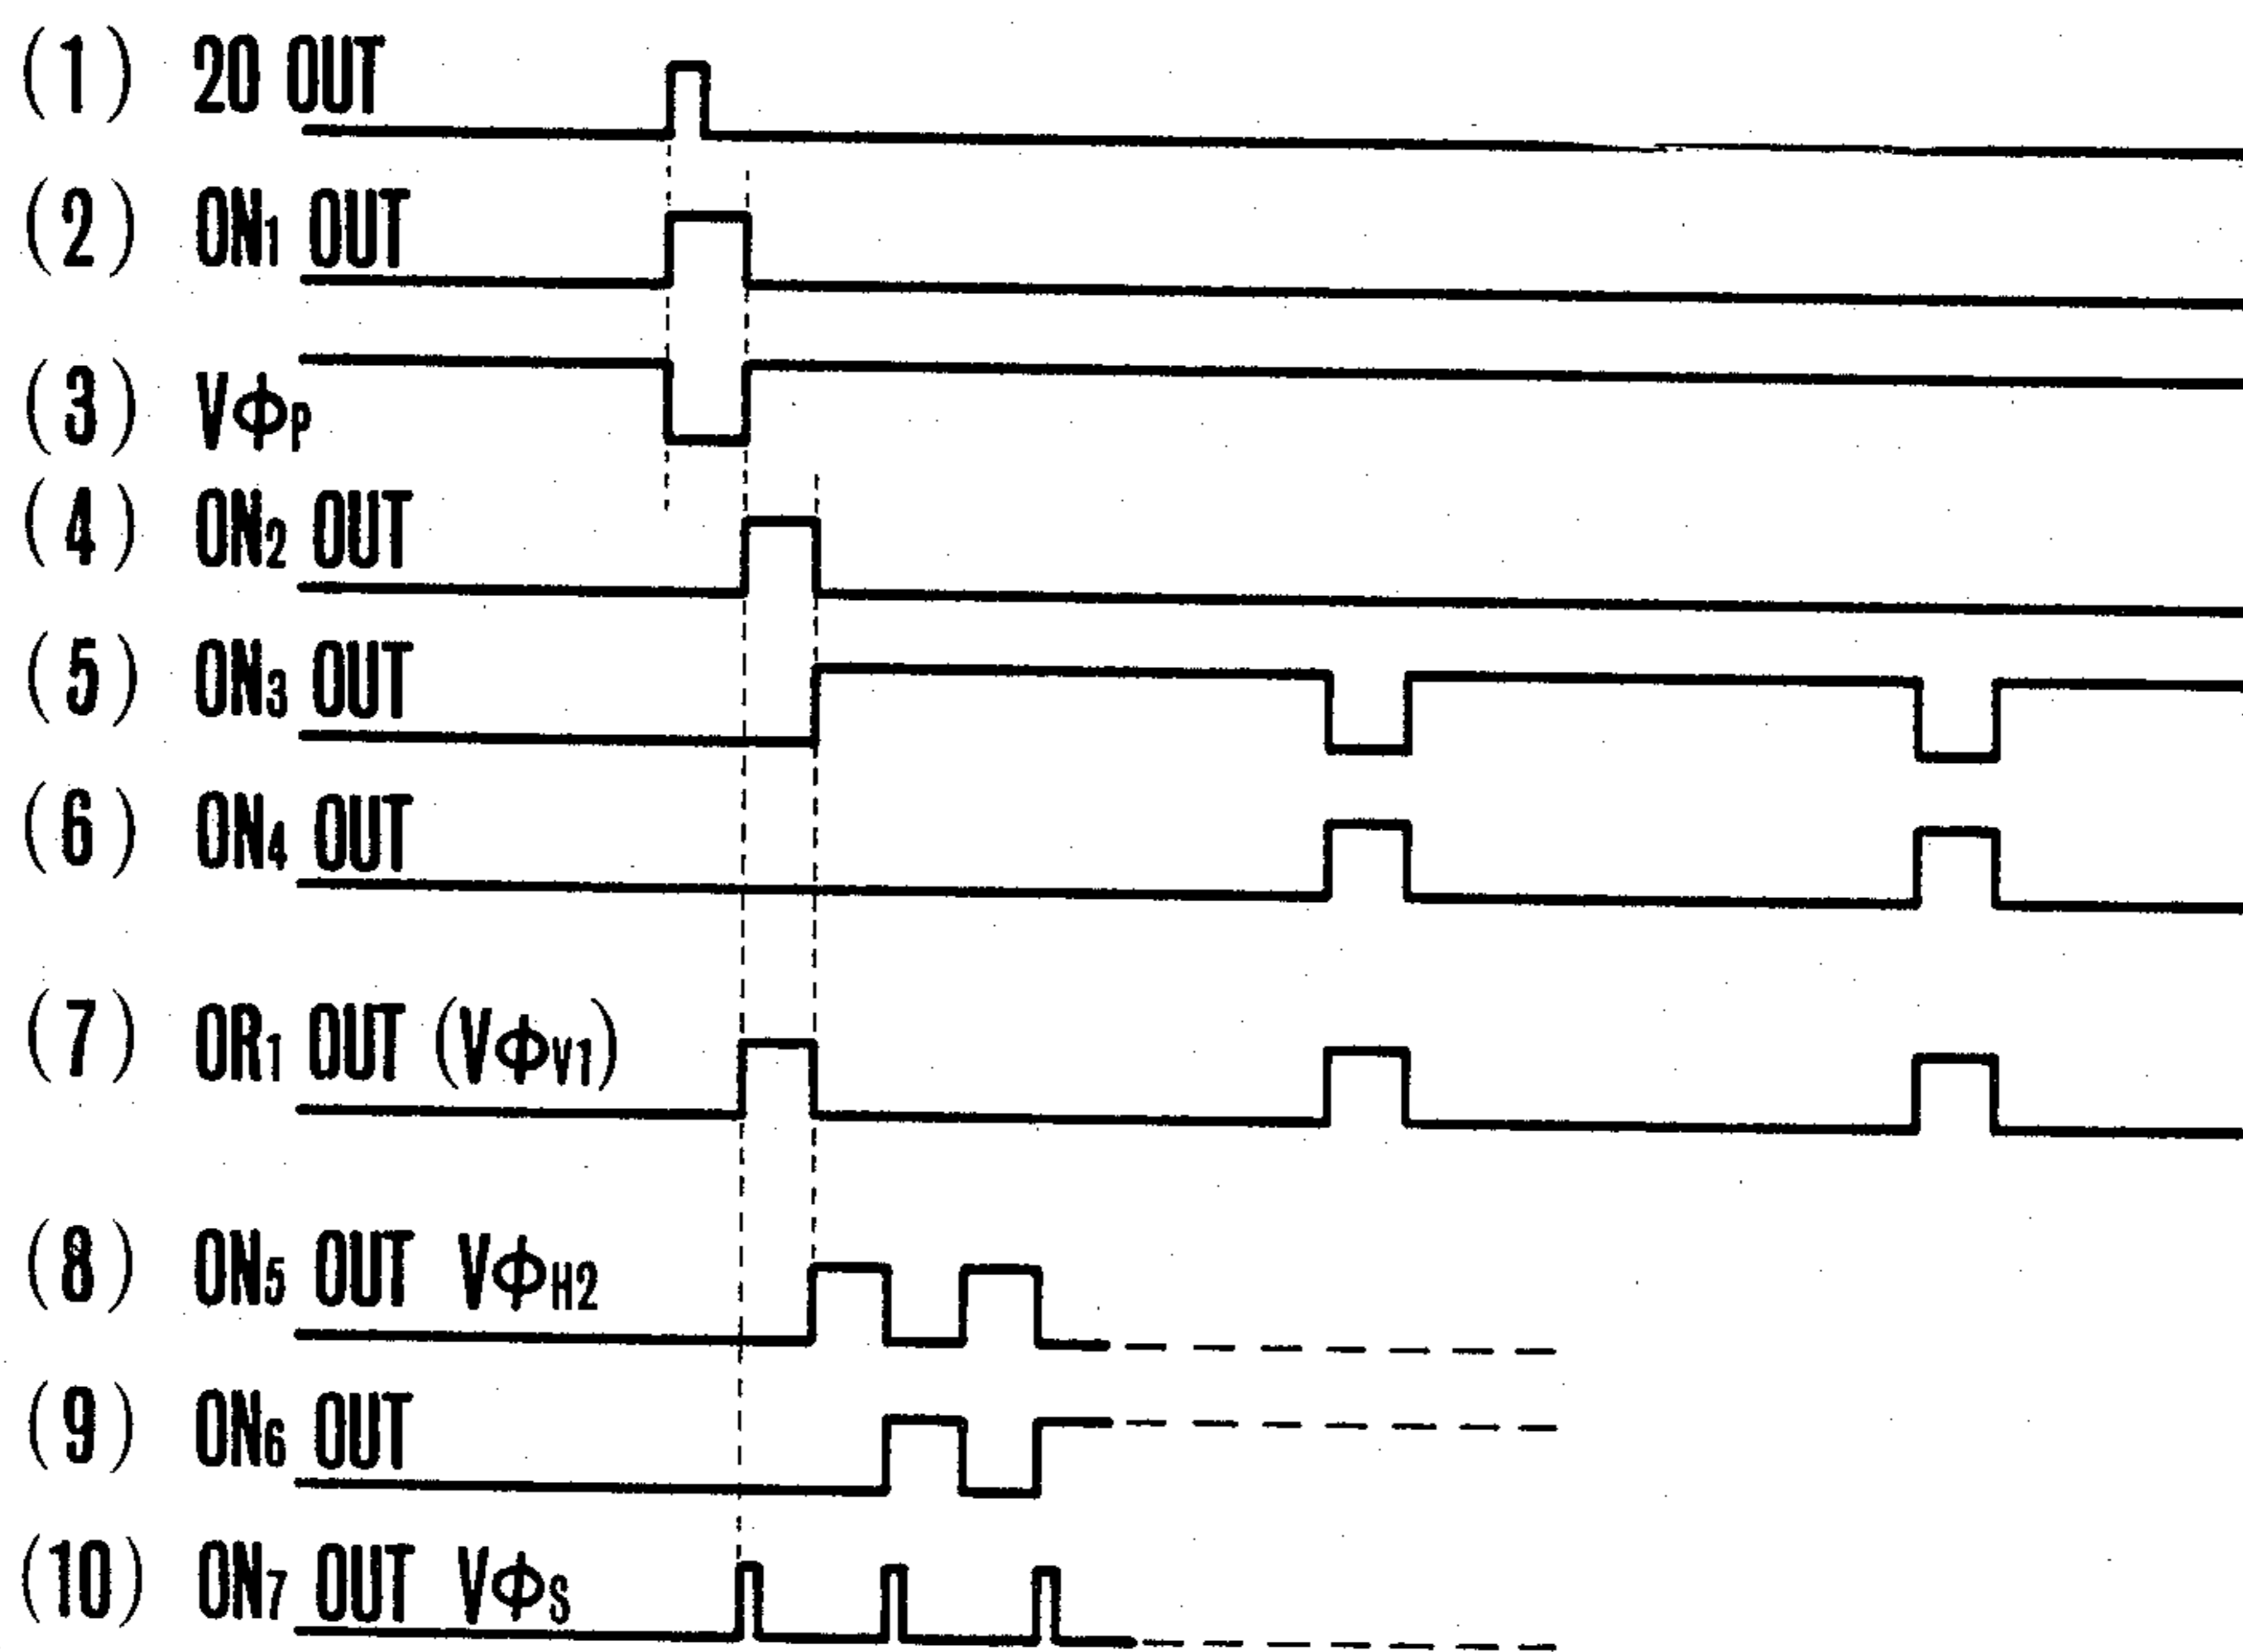 (1) 20 OUT
(2) ON1 OUT
(3) VΦP
(4) ON2 OUT
(5) ON3 OUT
(6) ON4 OUT
(7) OR1 OUT (VΦV1)
(8) ON5 OUT VΦH2
(9) ON6 OUT
(10) ON7 OUT VΦS